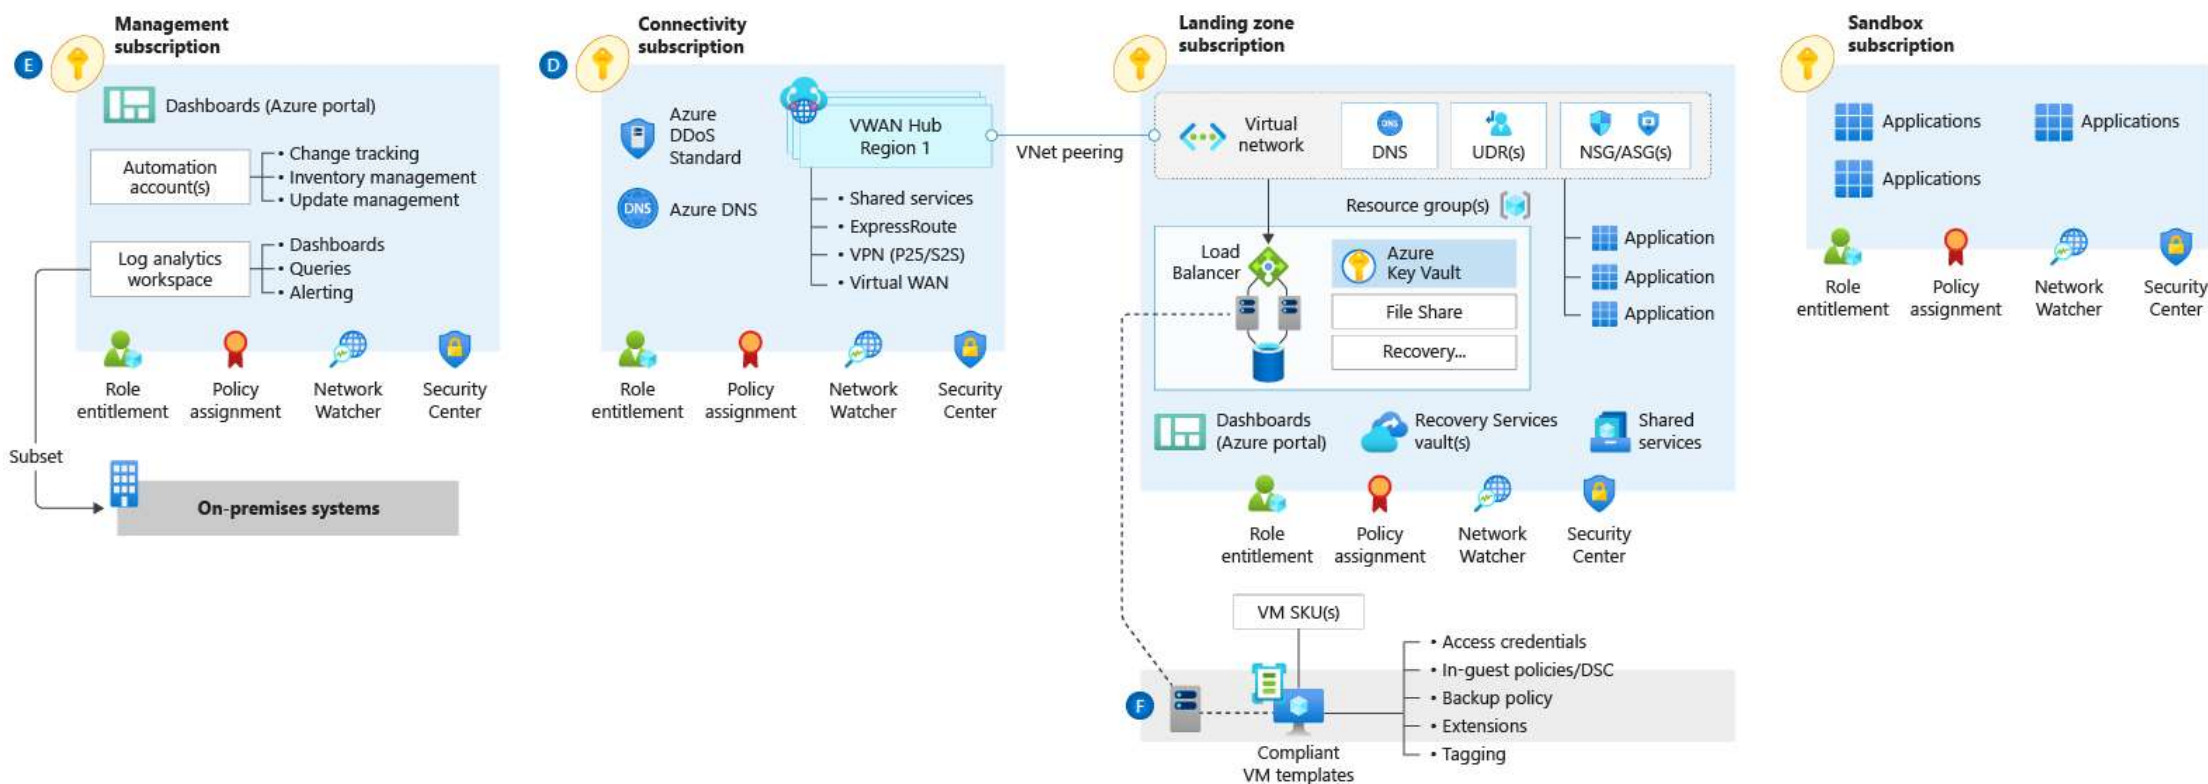 Management
subscription
E
Dashboards (Azure portal)
Automation
account(s)
• Change tracking
• Inventory management
• Update management
Log analytics
workspace
• Dashboards
• Queries
• Alerting
Role
entitlement
Policy
assignment
Network
Watcher
Security
Center
Subset
On-premises systems
Connectivity
subscription
D
Azure
DDoS
Standard
DNS
Azure DNS
VWAN Hub
Region 1
• Shared services
• ExpressRoute
• VPN (P25/S2S)
• Virtual WAN
Role
entitlement
Policy
assignment
Network
Watcher
Security
Center
VNet peering
Landing zone
subscription
Virtual
network
DNS
DNS
UDR(s)
NSG/ASG(s)
Resource group(s)
Load
Balancer
Azure
Key Vault
File Share
Recovery...
Application
Application
Application
Dashboards
(Azure portal)
Recovery Services
vault(s)
Shared
services
Role
entitlement
Policy
assignment
Network
Watcher
Security
Center
VM SKU(s)
F
Compliant
VM templates
• Access credentials
• In-guest policies/DSC
• Backup policy
• Extensions
• Tagging
Sandbox
subscription
Applications
Applications
Applications
Role
entitlement
Policy
assignment
Network
Watcher
Security
Center